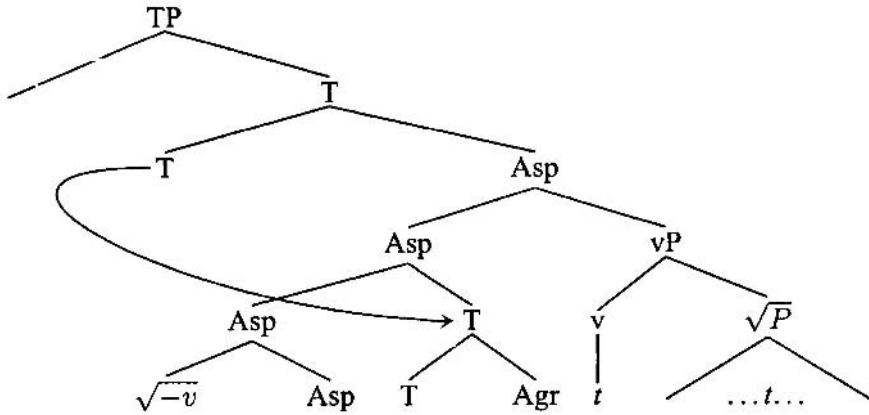 TP
T
T Asp
Asp vP
Asp T v √P
√−v Asp T Agr t ...t...